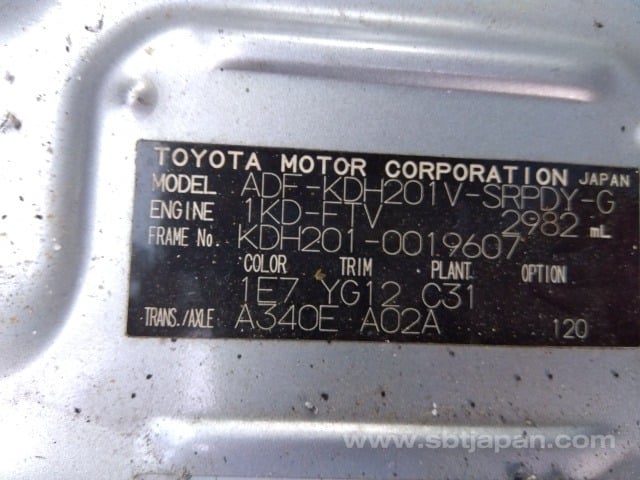 TOYOTA MOTOR CORPORATION JAPAN
MODEL ADF-KDH201V-SRPDY-G
ENGINE 1KD-FTV 2982 mL
FRAME No. KDH201-0019607
COLOR TRIM PLANT OPTION
1E7 YG12 C31
TRANS./AXLE A340E A02A 120
www.sbtjapan.com